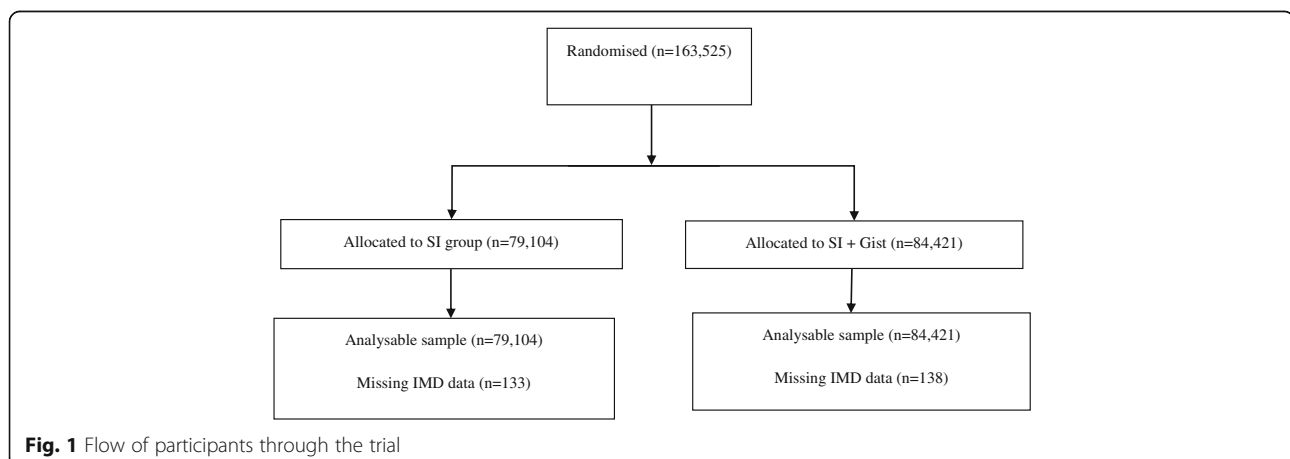 Randomised (n=163,525)
Allocated to SI group (n=79,104)
Allocated to SI + Gist (n=84,421)
Analysable sample (n=79,104)
Missing IMD data (n=133)
Analysable sample (n=84,421)
Missing IMD data (n=138)
Fig. 1 Flow of participants through the trial